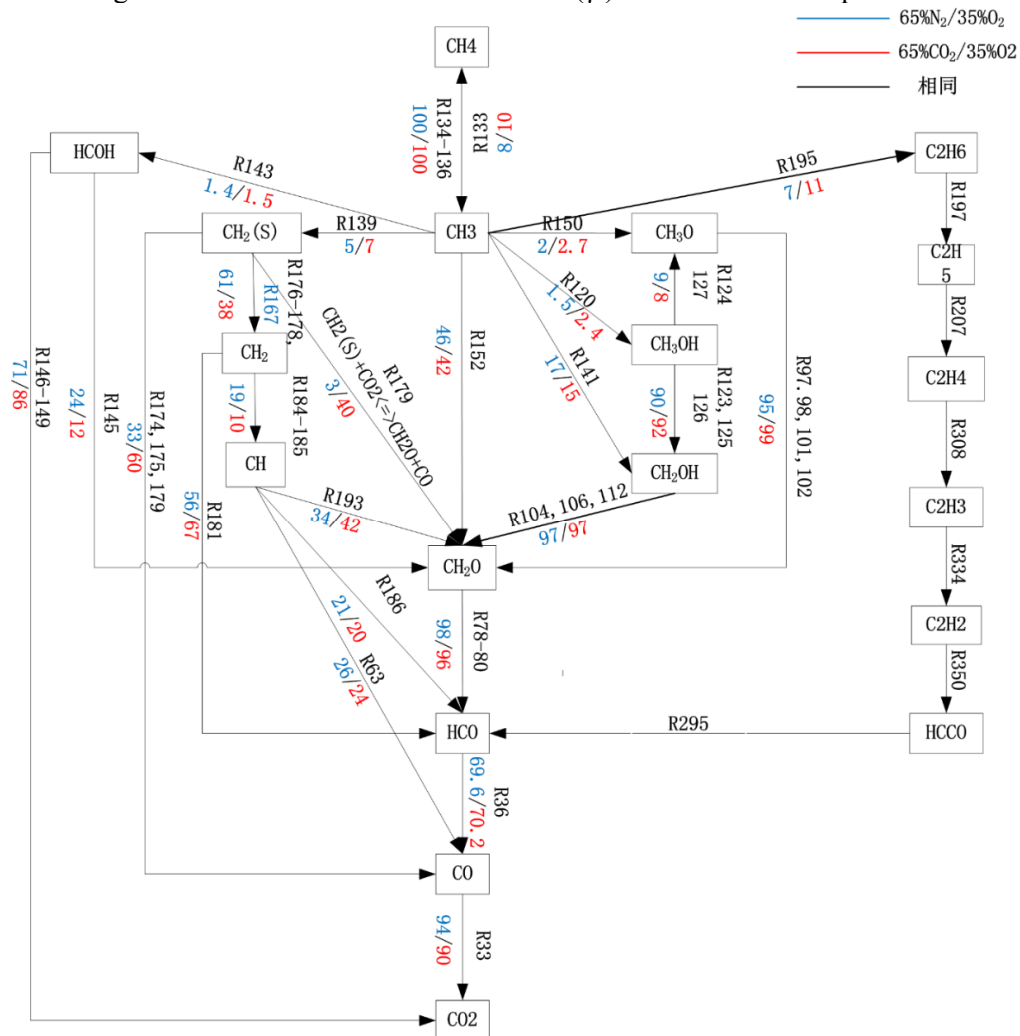 65%N₂/35%O₂
65%CO₂/35%O2
相同
CH4
R134-136
100/100
R133
8/10
HCOH
R143
1.4/1.5
CH₂(S)
R139
5/7
CH3
R150
2/2.7
CH₃O
R195
7/11
C2H6
R197
C2H
5
R207
C2H4
R308
C2H3
R334
C2H2
R350
HCCO
R295
R176-178,
R167
61/38
CH₂
R184-185
19/10
CH
CH2(S)+CO2<=>CH2O+CO
R179
3/40
R152
46/42
R120
1.5/2.4
R141
17/15
R124
127
9/8
CH₃OH
R123,125
126
90/92
CH₂OH
R104,106,112
97/97
R97.98,101,102
95/99
R146-149
71/86
R145
24/12
R174,175,179
33/60
R181
56/67
R193
34/42
CH₂O
R186
21/20
R63
26/24
R78-80
98/96
HCO
R36
69.6/70.2
CO
R33
94/90
CO2